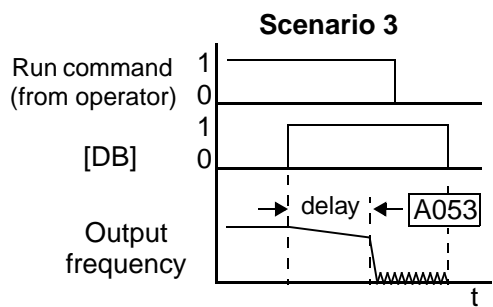 Scenario 3
Run command
(from operator)
1
0
[DB]
1
0
delay
A053
Output
frequency
t